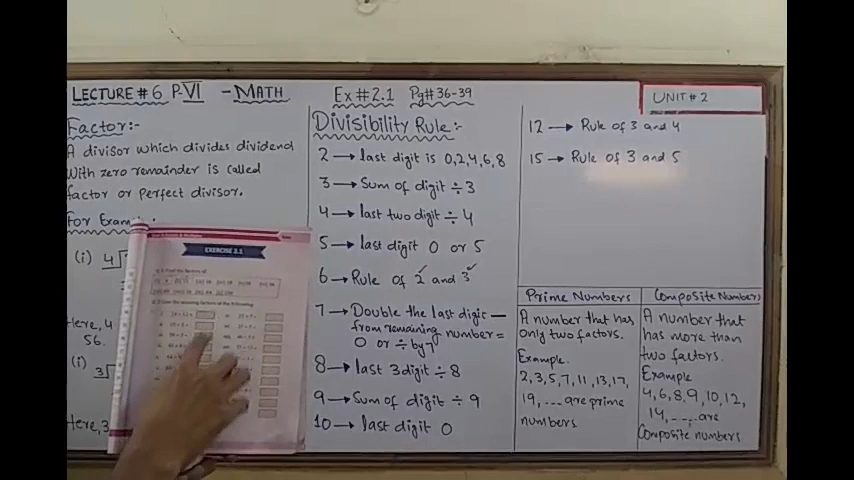 LECTURE # 6 P-VI - MATH
Ex # 2.1 Pg# 36-39
UNIT # 2
Factor:-
A divisor which divides dividend
with zero remainder is called
factor or perfect divisor.
For Exam
(i) 4
Here, 4
56.
(i) 3
Here, 3
EXERCISE 2.1
Divisibility Rule:-
2 → last digit is 0,2,4,6,8
3 → Sum of digit ÷ 3
4 → last two digit ÷ 4
5 → last digit 0 or 5
6 → Rule of 2 and 3
7 → Double the last digit —
from remaining number =
0 or ÷ by 7
8 → last 3 digit ÷ 8
9 → Sum of digit ÷ 9
10 → last digit 0
12 → Rule of 3 and 4
15 → Rule of 3 and 5
Prime Numbers
A number that has
only two factors.
Example.
2,3,5,7,11,13,17,
19, ... are prime
numbers
Composite Numbers
A number that
has more than
two factors.
Example
4,6,8,9,10,12,
14, ... are
Composite numbers